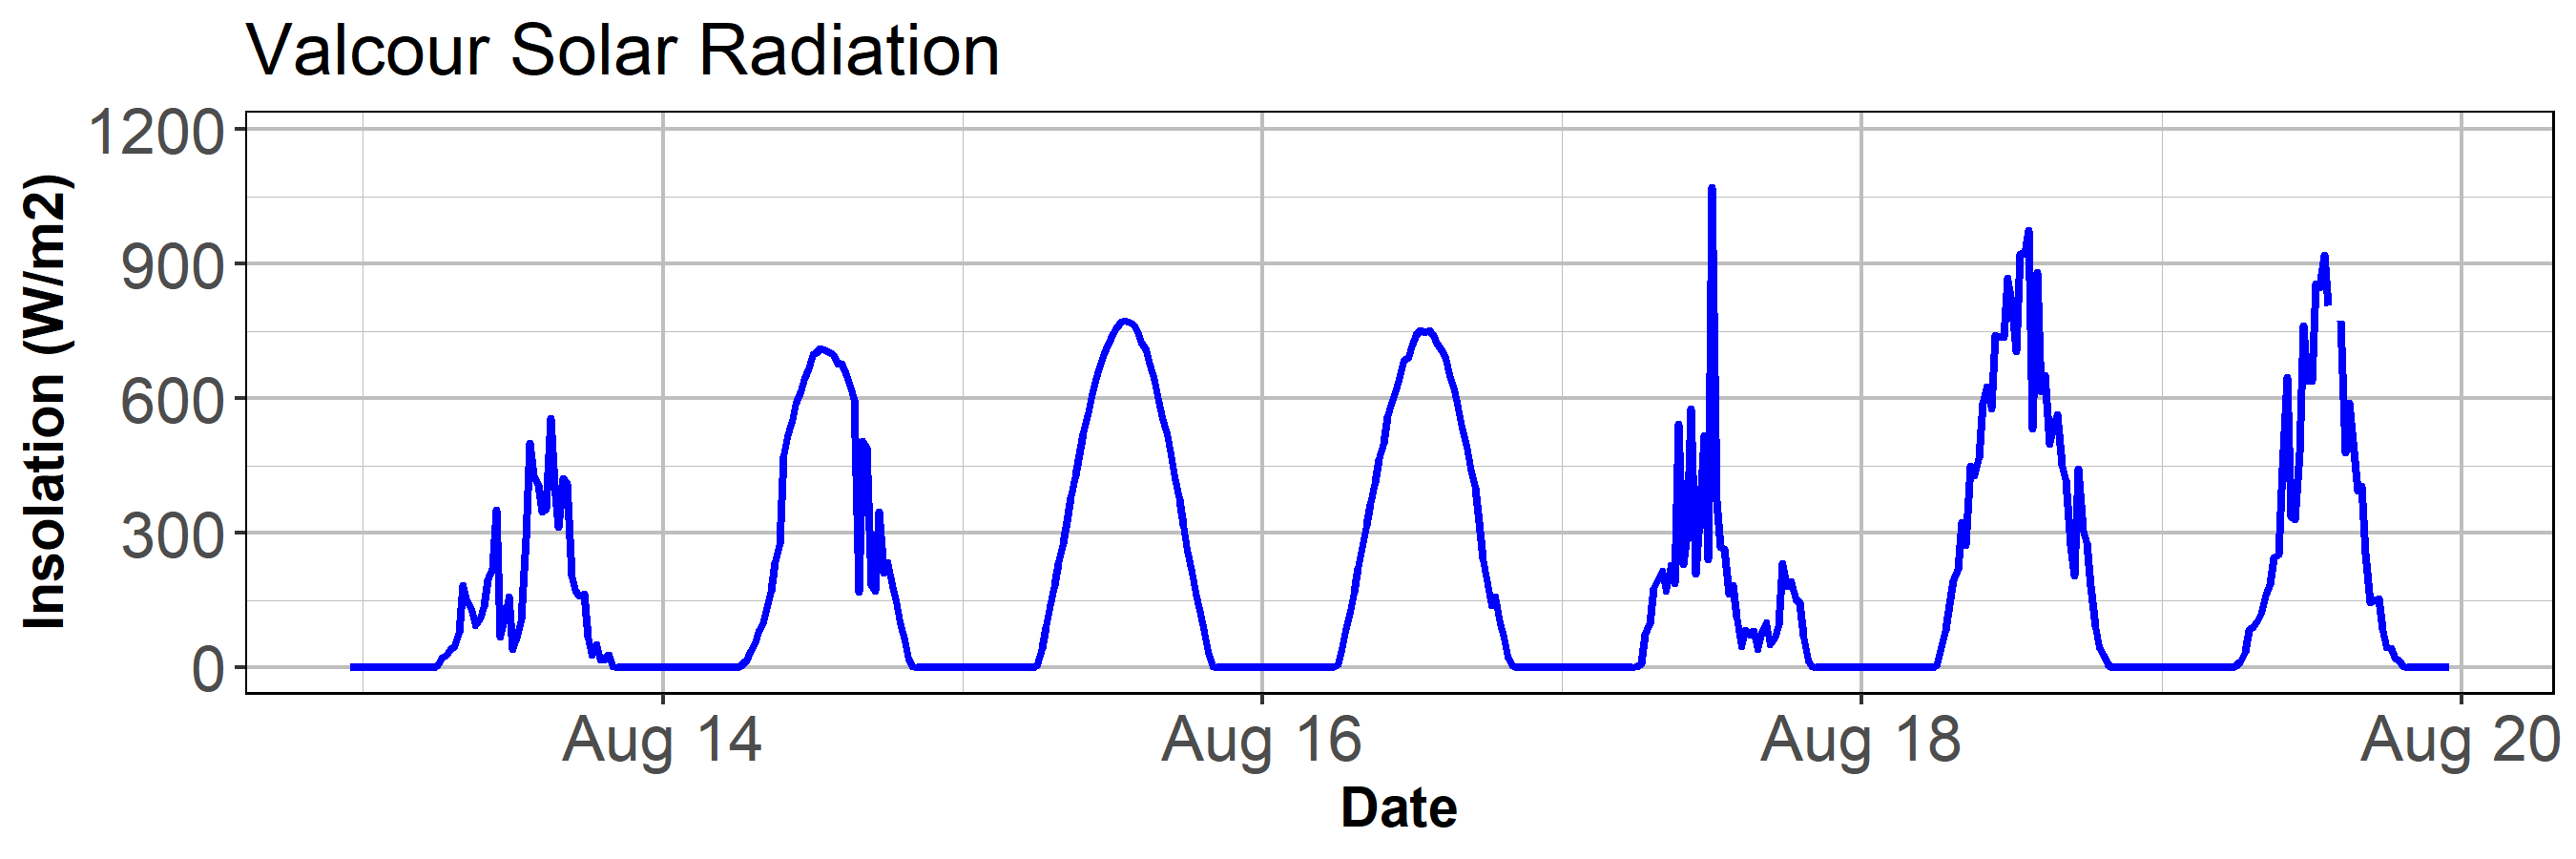 Valcour Solar Radiation
1200
900
600
300
0
Insolation (W/m2)
Aug 14
Aug 16
Aug 18
Aug 20
Date